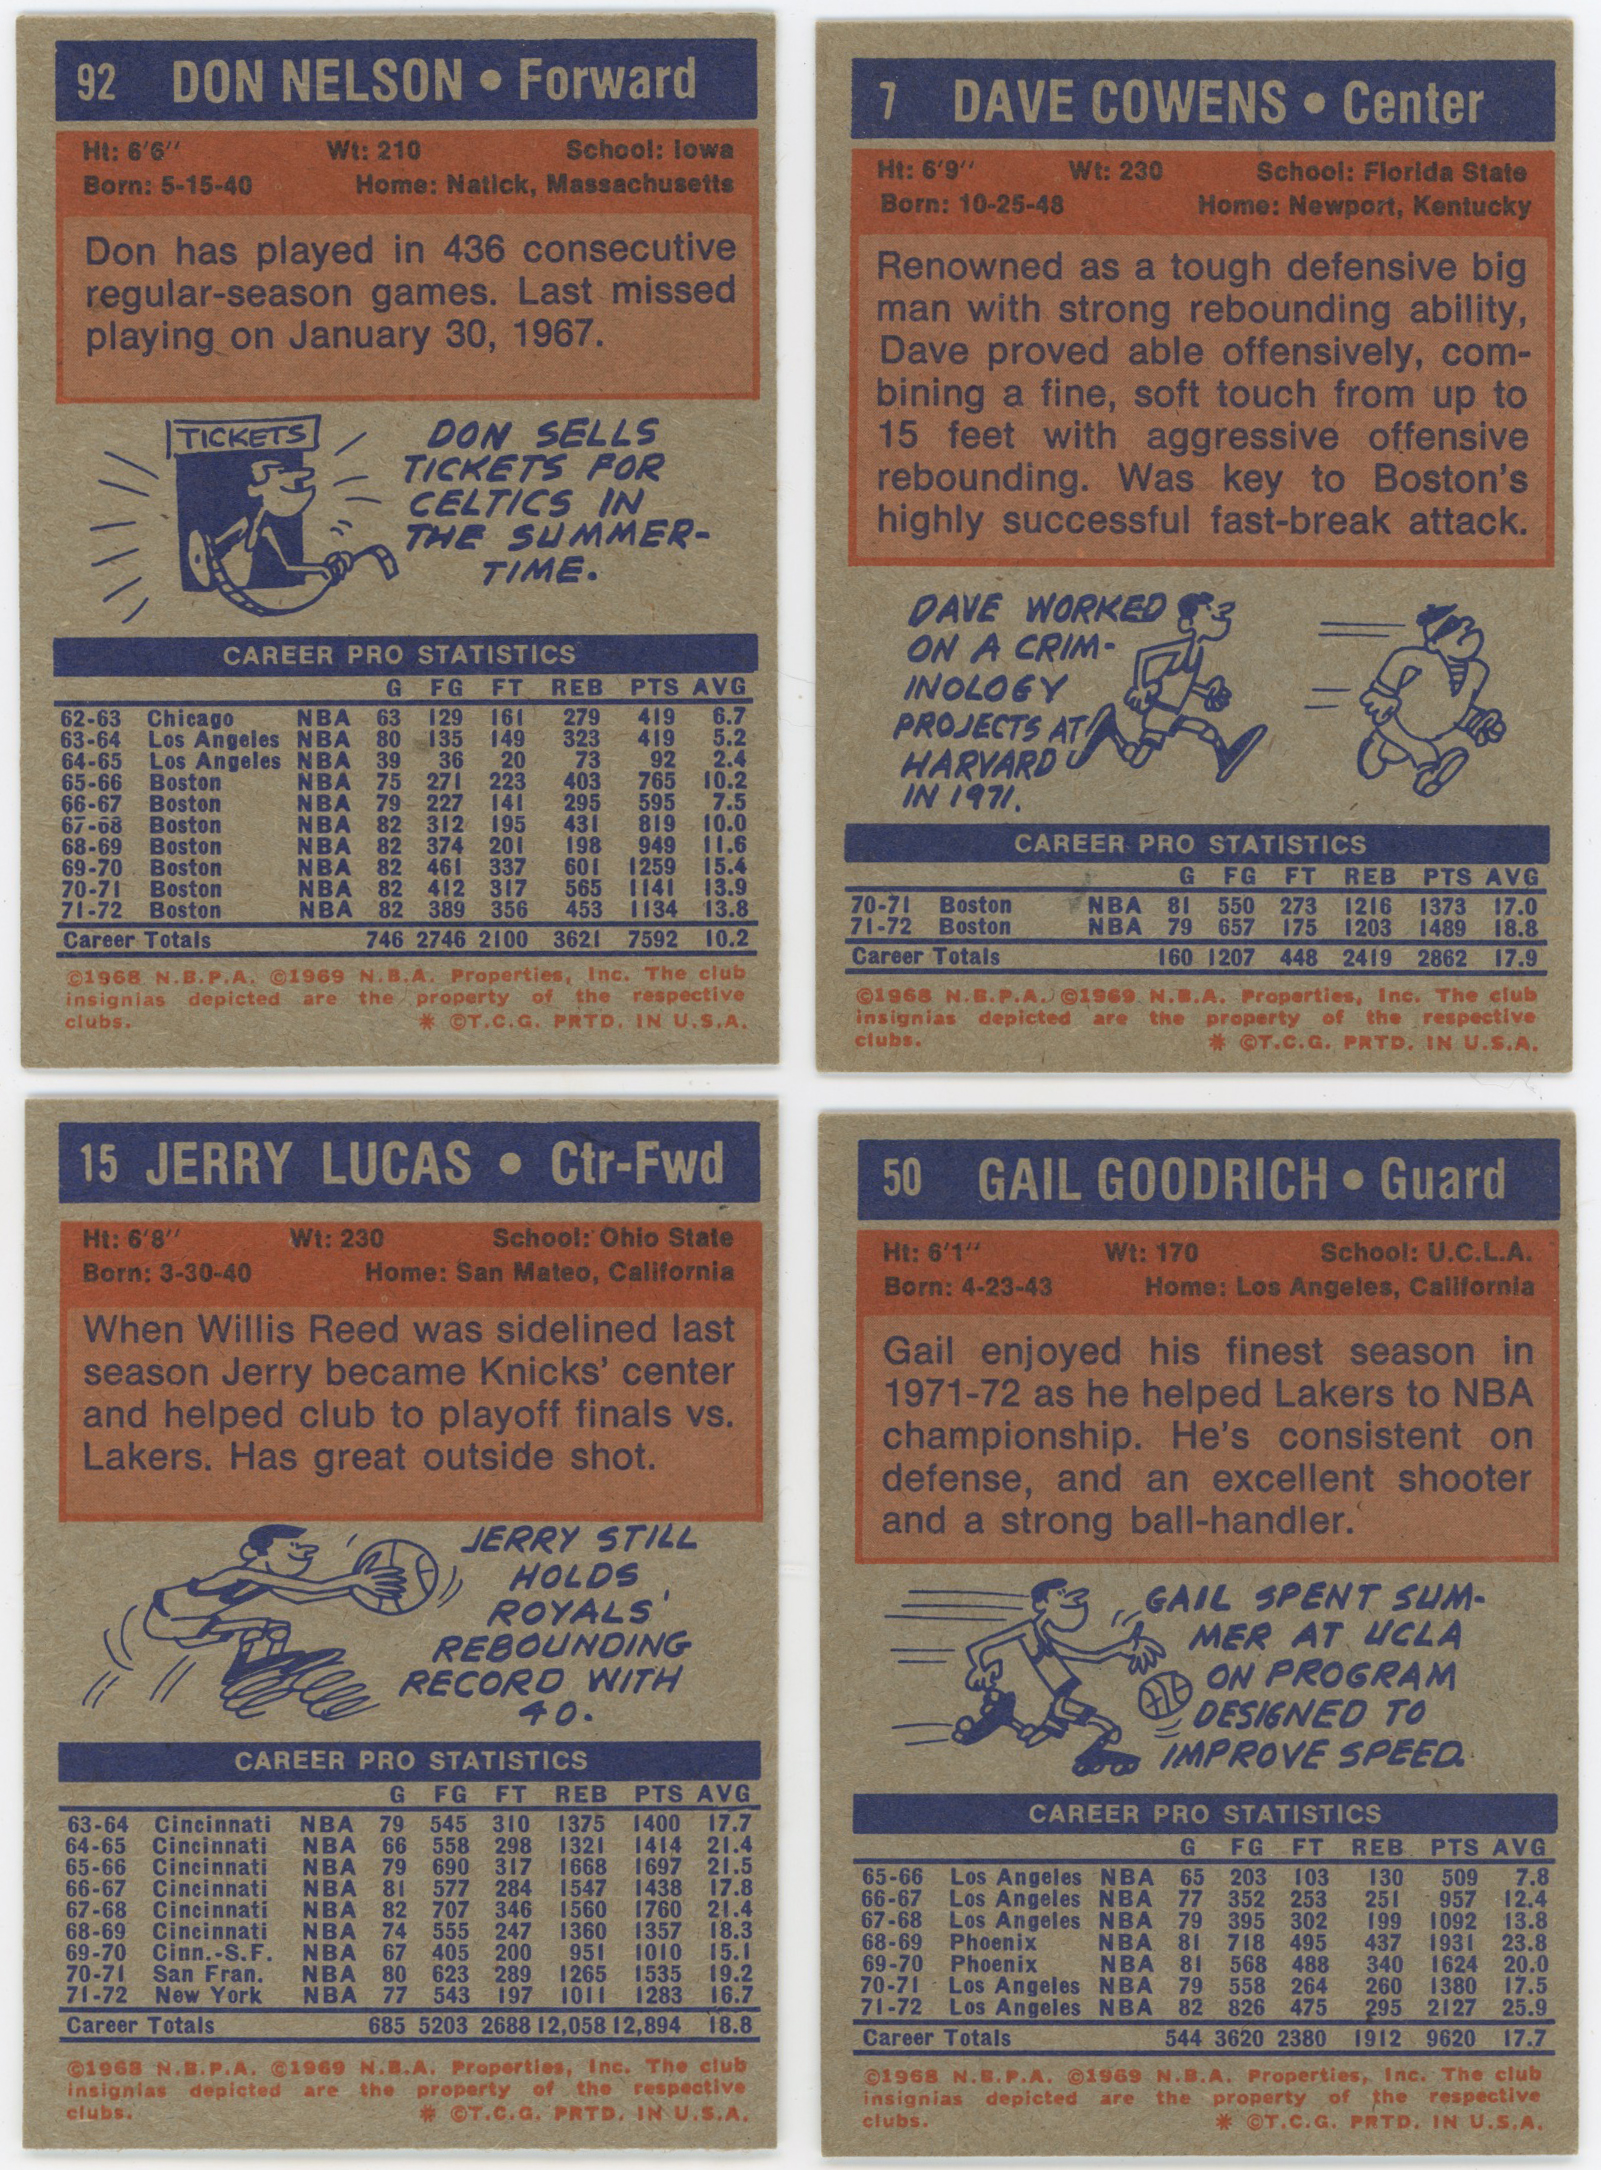 92 DON NELSON • Forward
Ht: 6'6" Wt: 210 School: Iowa
Born: 5-15-40 Home: Natick, Massachusetts
Don has played in 436 consecutive
regular-season games. Last missed
playing on January 30, 1967.
TICKETS
DON SELLS
TICKETS FOR
CELTICS IN
THE SUMMER-
TIME.
CAREER PRO STATISTICS
G FG FT REB PTS AVG
62-63 Chicago NBA 63 129 161 279 419 6.7
63-64 Los Angeles NBA 80 135 149 323 419 5.2
64-65 Los Angeles NBA 39 36 20 73 92 2.4
65-66 Boston NBA 75 271 223 403 765 10.2
66-67 Boston NBA 79 227 141 295 595 7.5
67-68 Boston NBA 82 312 195 431 819 10.0
68-69 Boston NBA 82 374 201 198 949 11.6
69-70 Boston NBA 82 461 337 601 1259 15.4
70-71 Boston NBA 82 412 317 565 1141 13.9
71-72 Boston NBA 82 389 356 453 1134 13.8
Career Totals 746 2746 2100 3621 7592 10.2
©1968 N.B.P.A. ©1969 N.B.A. Properties, Inc. The club
insignias depicted are the property of the respective
clubs. * ©T.C.G. PRTD. IN U.S.A.
7 DAVE COWENS • Center
Ht: 6'9" Wt: 230 School: Florida State
Born: 10-25-48 Home: Newport, Kentucky
Renowned as a tough defensive big
man with strong rebounding ability,
Dave proved able offensively, com-
bining a fine, soft touch from up to
15 feet with aggressive offensive
rebounding. Was key to Boston's
highly successful fast-break attack.
DAVE WORKED
ON A CRIM-
INOLOGY
PROJECTS AT
HARVARD
IN 1971.
CAREER PRO STATISTICS
G FG FT REB PTS AVG
70-71 Boston NBA 81 550 273 1216 1373 17.0
71-72 Boston NBA 79 657 175 1203 1489 18.8
Career Totals 160 1207 448 2419 2862 17.9
©1968 N.B.P.A. ©1969 N.B.A. Properties, Inc. The club
insignias depicted are the property of the respective
clubs. * ©T.C.G. PRTD. IN U.S.A.
15 JERRY LUCAS • Ctr-Fwd
Ht: 6'8" Wt: 230 School: Ohio State
Born: 3-30-40 Home: San Mateo, California
When Willis Reed was sidelined last
season Jerry became Knicks' center
and helped club to playoff finals vs.
Lakers. Has great outside shot.
JERRY STILL
HOLDS
ROYALS'
REBOUNDING
RECORD WITH
40.
CAREER PRO STATISTICS
G FG FT REB PTS AVG
63-64 Cincinnati NBA 79 545 310 1375 1400 17.7
64-65 Cincinnati NBA 66 558 298 1321 1414 21.4
65-66 Cincinnati NBA 79 690 317 1668 1697 21.5
66-67 Cincinnati NBA 81 577 284 1547 1438 17.8
67-68 Cincinnati NBA 82 707 346 1560 1760 21.4
68-69 Cincinnati NBA 74 555 247 1360 1357 18.3
69-70 Cinn.-S.F. NBA 67 405 200 951 1010 15.1
70-71 San Fran. NBA 80 623 289 1265 1535 19.2
71-72 New York NBA 77 543 197 1011 1283 16.7
Career Totals 685 5203 2688 12,058 12,894 18.8
©1968 N.B.P.A. ©1969 N.B.A. Properties, Inc. The club
insignias depicted are the property of the respective
clubs. * ©T.C.G. PRTD. IN U.S.A.
50 GAIL GOODRICH • Guard
Ht: 6'1" Wt: 170 School: U.C.L.A.
Born: 4-23-43 Home: Los Angeles, California
Gail enjoyed his finest season in
1971-72 as he helped Lakers to NBA
championship. He's consistent on
defense, and an excellent shooter
and a strong ball-handler.
GAIL SPENT SUM-
MER AT UCLA
ON PROGRAM
DESIGNED TO
IMPROVE SPEED.
CAREER PRO STATISTICS
G FG FT REB PTS AVG
65-66 Los Angeles NBA 65 203 103 130 509 7.8
66-67 Los Angeles NBA 77 352 253 251 957 12.4
67-68 Los Angeles NBA 79 395 302 199 1092 13.8
68-69 Phoenix NBA 81 718 495 437 1931 23.8
69-70 Phoenix NBA 81 568 488 340 1624 20.0
70-71 Los Angeles NBA 79 558 264 260 1380 17.5
71-72 Los Angeles NBA 82 826 475 295 2127 25.9
Career Totals 544 3620 2380 1912 9620 17.7
©1968 N.B.P.A. ©1969 N.B.A. Properties, Inc. The club
insignias depicted are the property of the respective
clubs. * ©T.C.G. PRTD. IN U.S.A.